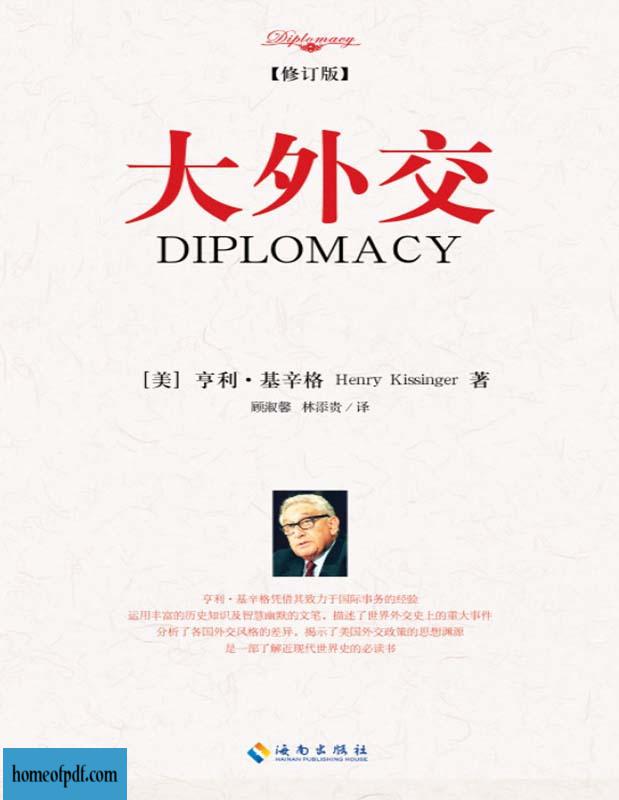 Diplomacy
【修订版】
大外交
DIPLOMACY
[美] 亨利·基辛格 Henry Kissinger 著
顾淑馨 林添贵/译
亨利·基辛格凭借其致力于国际事务的经验
运用丰富的历史知识及智慧幽默的文笔，描述了世界外交史上的重大事件
分析了各国外交风格的差异，揭示了美国外交政策的思想渊源
是一部了解近现代世界史的必读书
海南出版社
HAINAN PUBLISHING HOUSE
homeofpdf.com